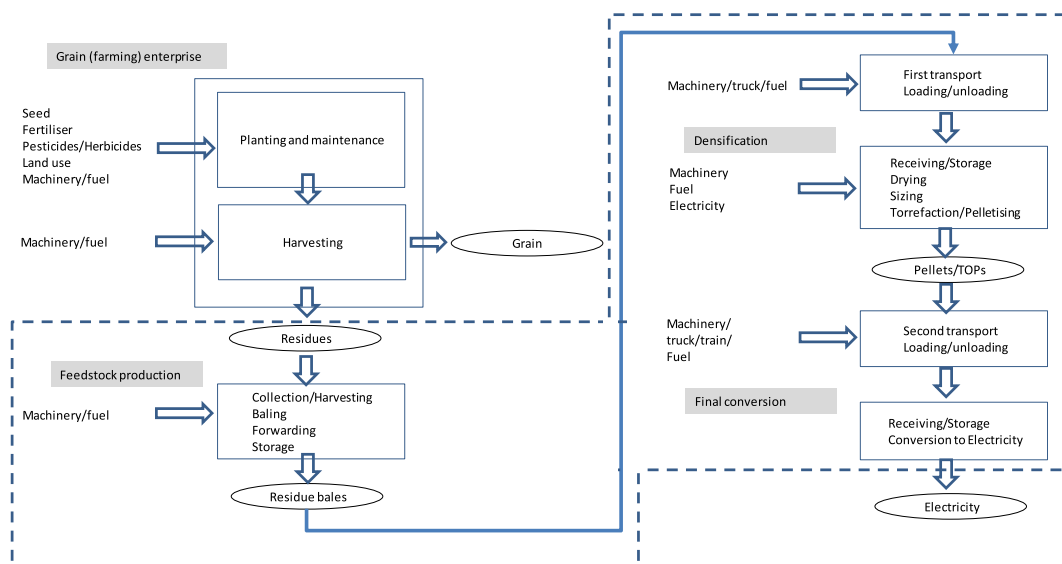 Grain (farming) enterprise
Seed
Fertiliser
Pesticides/Herbicides
Land use
Machinery/fuel
Planting and maintenance
Machinery/fuel
Harvesting
Grain
Residues
Feedstock production
Machinery/fuel
Collection/Harvesting
Baling
Forwarding
Storage
Residue bales
Machinery/truck/fuel
First transport
Loading/unloading
Densification
Machinery
Fuel
Electricity
Receiving/Storage
Drying
Sizing
Torrefaction/Pelletising
Pellets/TOPs
Machinery/
truck/train/
Fuel
Second transport
Loading/unloading
Final conversion
Receiving/Storage
Conversion to Electricity
Electricity